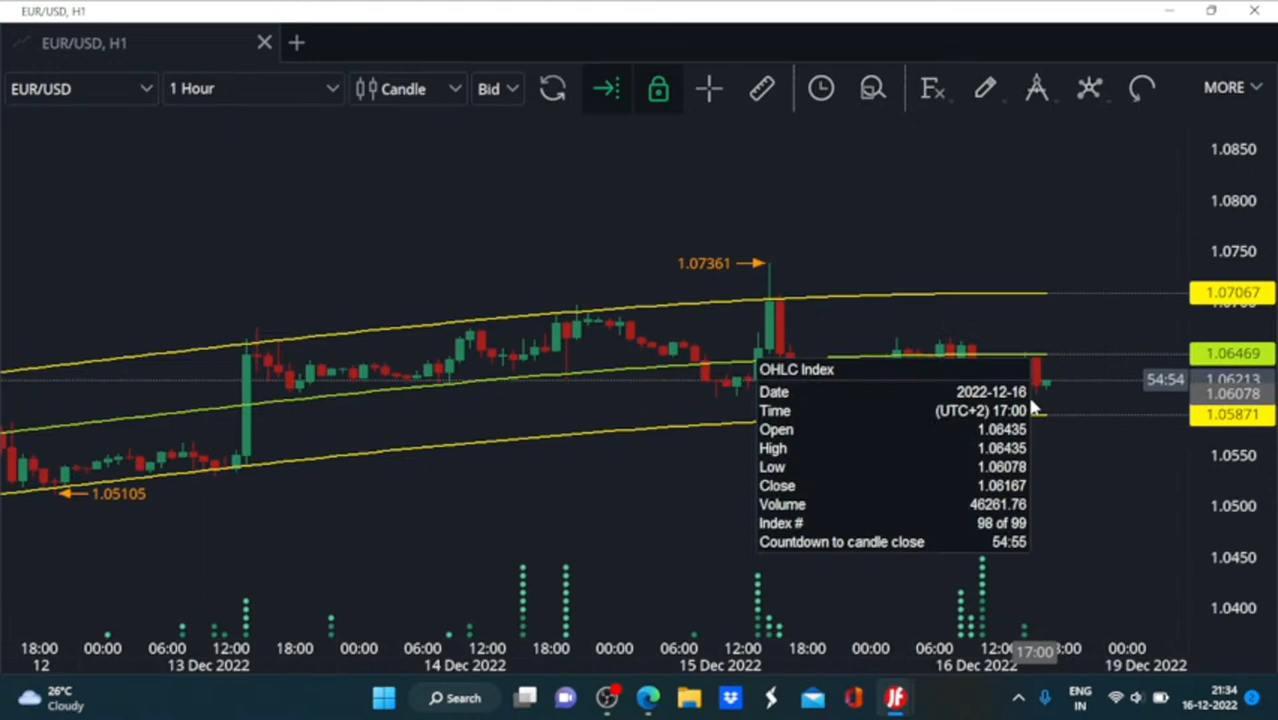 EUR/USD, H1
EUR/USD, H1
EUR/USD 1 Hour Candle Bid Fx MORE
1.0850
1.0800
1.0750
1.07361
1.07067
1.06469
54:54 1.06213
1.06078
1.05871
1.0550
1.05105
1.0500
1.0450
1.0400
OHLC Index
Date 2022-12-16
Time (UTC+2) 17:00
Open 1.06435
High 1.06435
Low 1.06078
Close 1.06167
Volume 46261.76
Index # 98 of 99
Countdown to candle close 54:55
18:00 00:00 06:00 12:00 18:00 00:00 06:00 12:00 18:00 00:00 06:00 12:00 18:00 00:00 06:00 17:00 00:00
12 13 Dec 2022 14 Dec 2022 15 Dec 2022 16 Dec 2022 19 Dec 2022
26°C
Cloudy
Search
JF
ENG
IN
21:34
16-12-2022
2